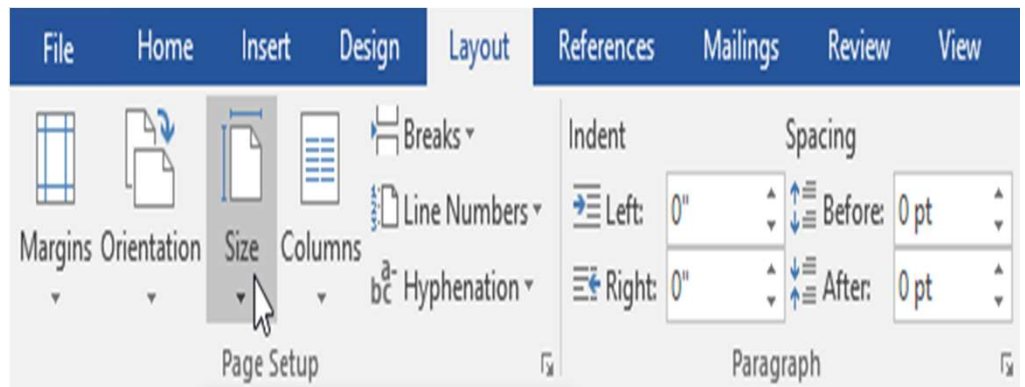 File Home Insert Design Layout References Mailings Review View
Breaks Indent Spacing
Line Numbers Left: 0" Before: 0 pt
Margins Orientation Size Columns
Hyphenation Right: 0" After: 0 pt
Page Setup Paragraph